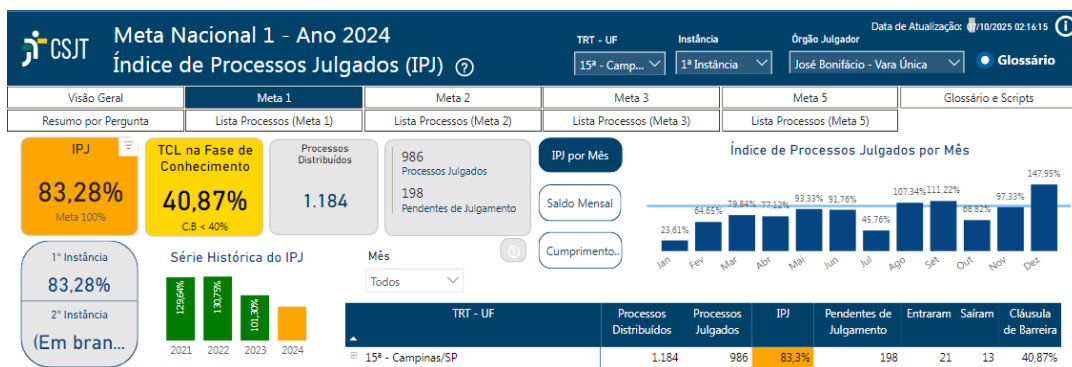 CSJT
Meta Nacional 1 - Ano 2024
Índice de Processos Julgados (IPJ) ?
Data de Atualização: 07/10/2025 02:16:15
TRT - UF
Instância
Órgão Julgador
15ª - Camp...
1ª Instância
José Bonifácio - Vara Única
Glossário
Visão Geral
Meta 1
Meta 2
Meta 3
Meta 5
Glossário e Scripts
Resumo por Pergunta
Lista Processos (Meta 1)
Lista Processos (Meta 2)
Lista Processos (Meta 3)
Lista Processos (Meta 5)
IPJ
83,28%
Meta 100%
TCL na Fase de
Conhecimento
40,87%
C.B < 40%
Processos
Distribuídos
1.184
986
Processos Julgados
198
Pendentes de Julgamento
?
IPJ por Mês
Saldo Mensal
Cumprimento..
Índice de Processos Julgados por Mês
23,61%
64,65%
79,84%
77,12%
93,33%
91,76%
45,76%
107,34%
111,22%
68,82%
97,33%
147,95%
Jan
Fev
Mar
Abr
Mai
Jun
Jul
Ago
Set
Out
Nov
Dez
1° Instância
83,28%
2° Instância
(Em bran...
Série Histórica do IPJ
129,64%
130,75%
101,30%
2021
2022
2023
2024
Mês
Todos
TRT - UF
Processos Distribuídos
Processos Julgados
IPJ
Pendentes de Julgamento
Entraram
Saíram
Cláusula de Barreira
15ª - Campinas/SP
1.184
986
83,3%
198
21
13
40,87%